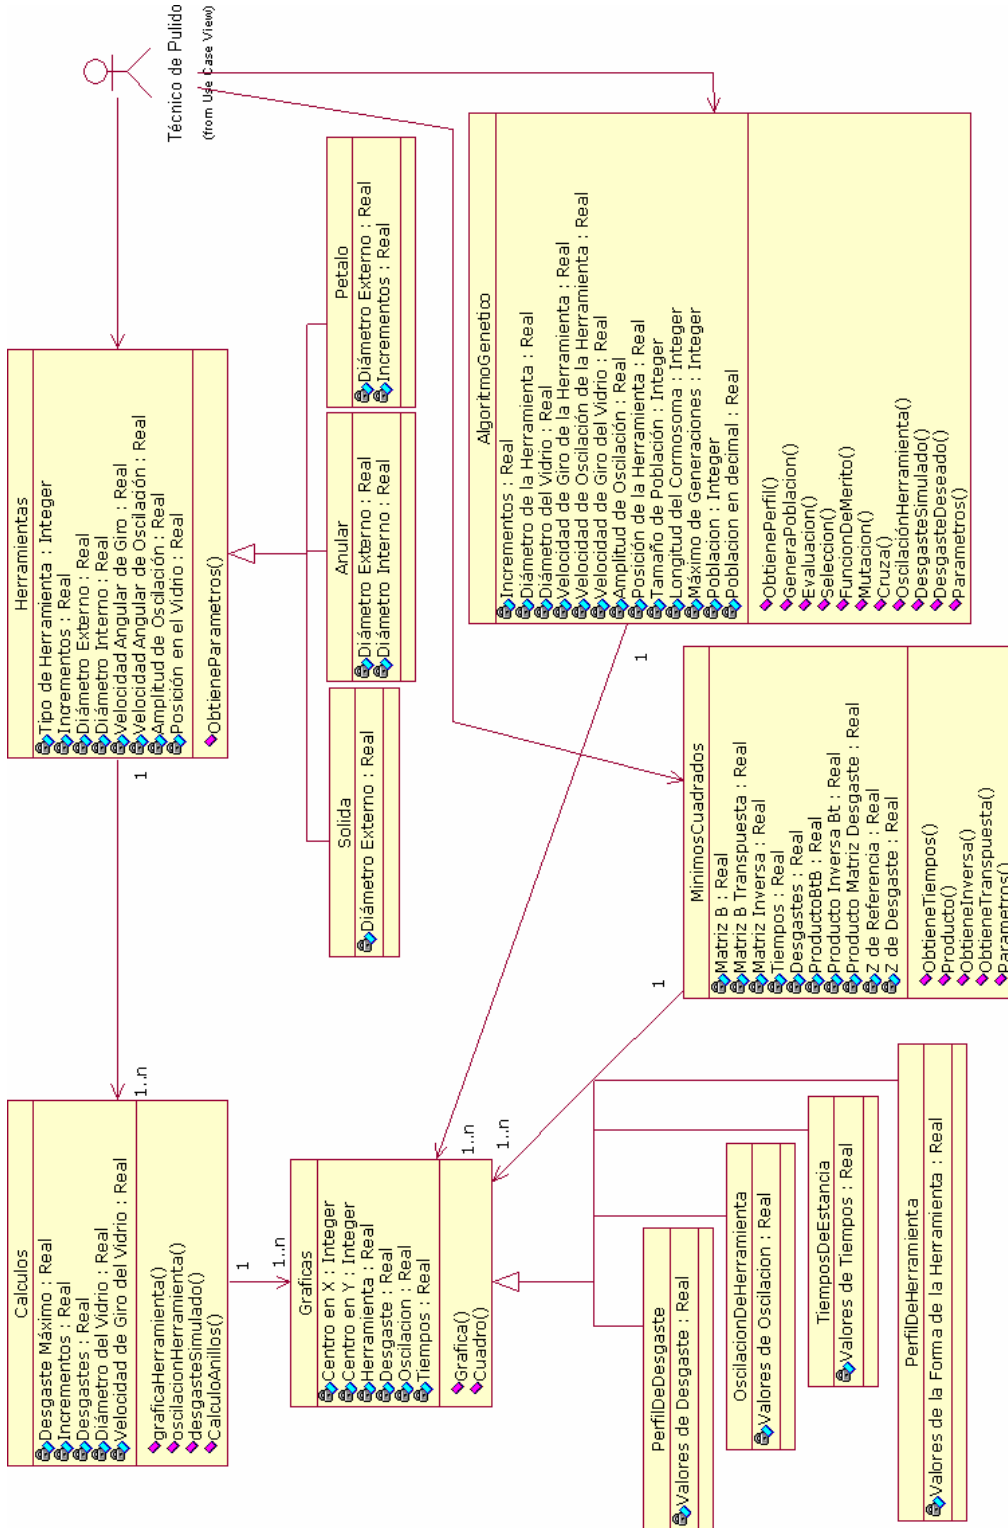 Técnico de Pulido
(from Use Case View)
Herramientas
Tipo de Herramienta : Integer
Incrementos : Real
Diámetro Externo : Real
Diámetro Interno : Real
Velocidad Angular de Giro : Real
Velocidad Angular de Oscilación : Real
Amplitud de Oscilación : Real
Posición en el Vidrio : Real
ObtieneParametros()
1
1..n
Calculos
Desgaste Máximo : Real
Incrementos : Real
Desgastes : Real
Diámetro del Vidrio : Real
Velocidad de Giro del Vidrio : Real
graficaHerramienta()
oscilacionHerramienta()
desgasteSimulado()
CalculoAnillos()
1
1..n
Solida
Diámetro Externo : Real
Anular
Diámetro Externo : Real
Diámetro Interno : Real
Petalo
Diámetro Externo : Real
Incrementos : Real
Graficas
Centro en X : Integer
Centro en Y : Integer
Herramienta : Real
Desgaste : Real
Oscilacion : Real
Tiempos : Real
Grafica()
Cuadro()
1..n
1..n
AlgoritmoGenetico
Incrementos : Real
Diámetro de la Herramienta : Real
Diámetro del Vidrio : Real
Velocidad de Giro de la Herramienta : Real
Velocidad de Oscilación de la Herramienta : Real
Velocidad de Giro del Vidrio : Real
Amplitud de Oscilación : Real
Posición de la Herramienta : Real
Tamaño de Población : Integer
Longitud del Cormosoma : Integer
Máximo de Generaciones : Integer
Poblacion : Integer
Poblacion en decimal : Real
ObtienePerfil()
GeneraPoblacion()
Evaluacion()
Seleccion()
FuncionDeMerito()
Mutacion()
Cruza()
OscilaciónHerramienta()
DesgasteSimulado()
DesgasteDeseado()
Parametros()
1
MinimosCuadrados
Matriz B : Real
Matriz B Transpuesta : Real
Matriz Inversa : Real
Tiempos : Real
Desgastes : Real
ProductoBtB : Real
Producto Inversa Bt : Real
Producto Matriz Desgaste : Real
Z de Referencia : Real
Z de Desgaste : Real
ObtieneTiempos()
Producto()
ObtieneInversa()
ObtieneTranspuesta()
Parametros()
1
PerfilDeDesgaste
Valores de Desgaste : Real
OscilacionDeHerramienta
Valores de Oscilacion : Real
TiemposDeEstancia
Valores de Tiempos : Real
PerfilDeHerramienta
Valores de la Forma de la Herramienta : Real